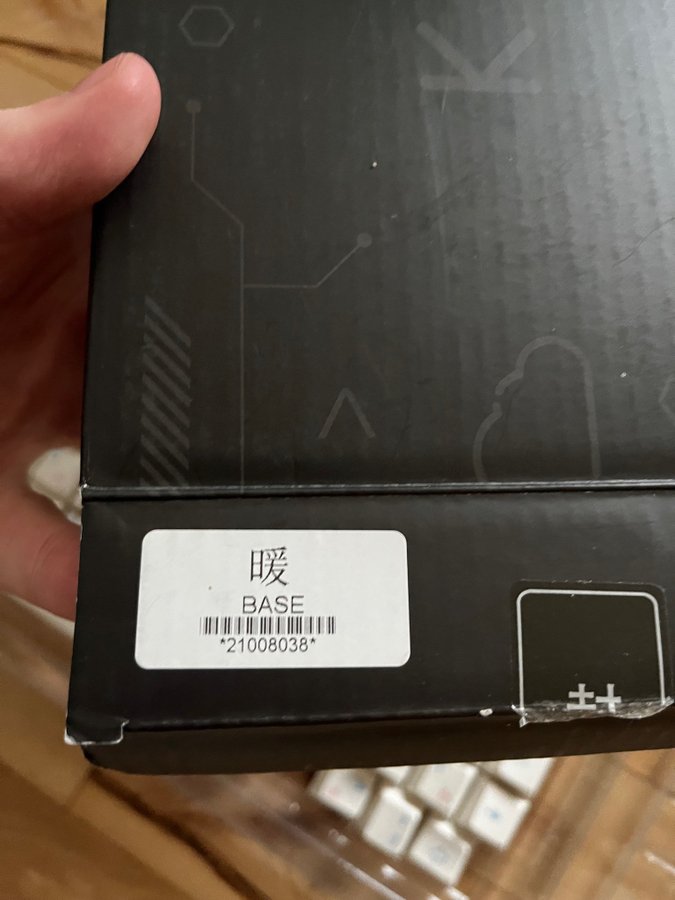 K
暖
BASE
*21008038*